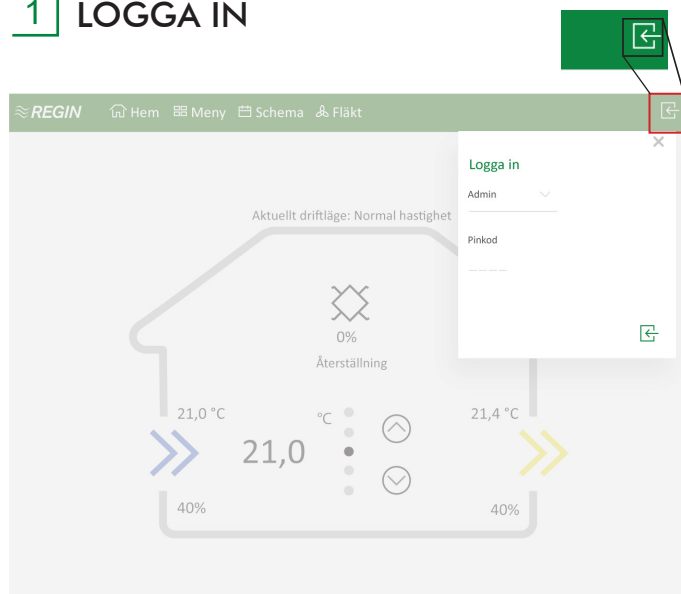 1 LOGGA IN
REGIN Hem Meny Schema Fläkt
Logga in
Admin
Aktuellt driftläge: Normal hastighet
Pinkod
0%
Återställning
21,0 °C
°C
21,4 °C
21,0
40%
40%